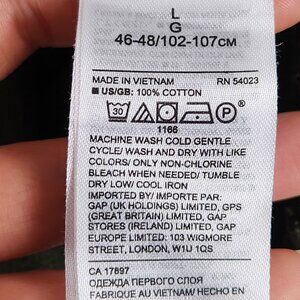 L
G
46-48/102-107см
MADE IN VIETNAM RN 54023
US/GB: 100% COTTON
30
1166
MACHINE WASH COLD GENTLE
CYCLE/ WASH AND DRY WITH LIKE
COLORS/ ONLY NON-CHLORINE
BLEACH WHEN NEEDED/ TUMBLE
DRY LOW/ COOL IRON
IMPORTED BY/ IMPORTE PAR:
GAP (UK HOLDINGS) LIMITED, GPS
(GREAT BRITAIN) LIMITED, GAP
STORES (IRELAND) LIMITED, GAP
EUROPE LIMITED: 103 WIGMORE
STREET, LONDON, W1U 1QS
CA 17897
ОДЕЖДА ПЕРВОГО СЛОЯ
FABRIQUE AU VIETNAM/ HECHO EN